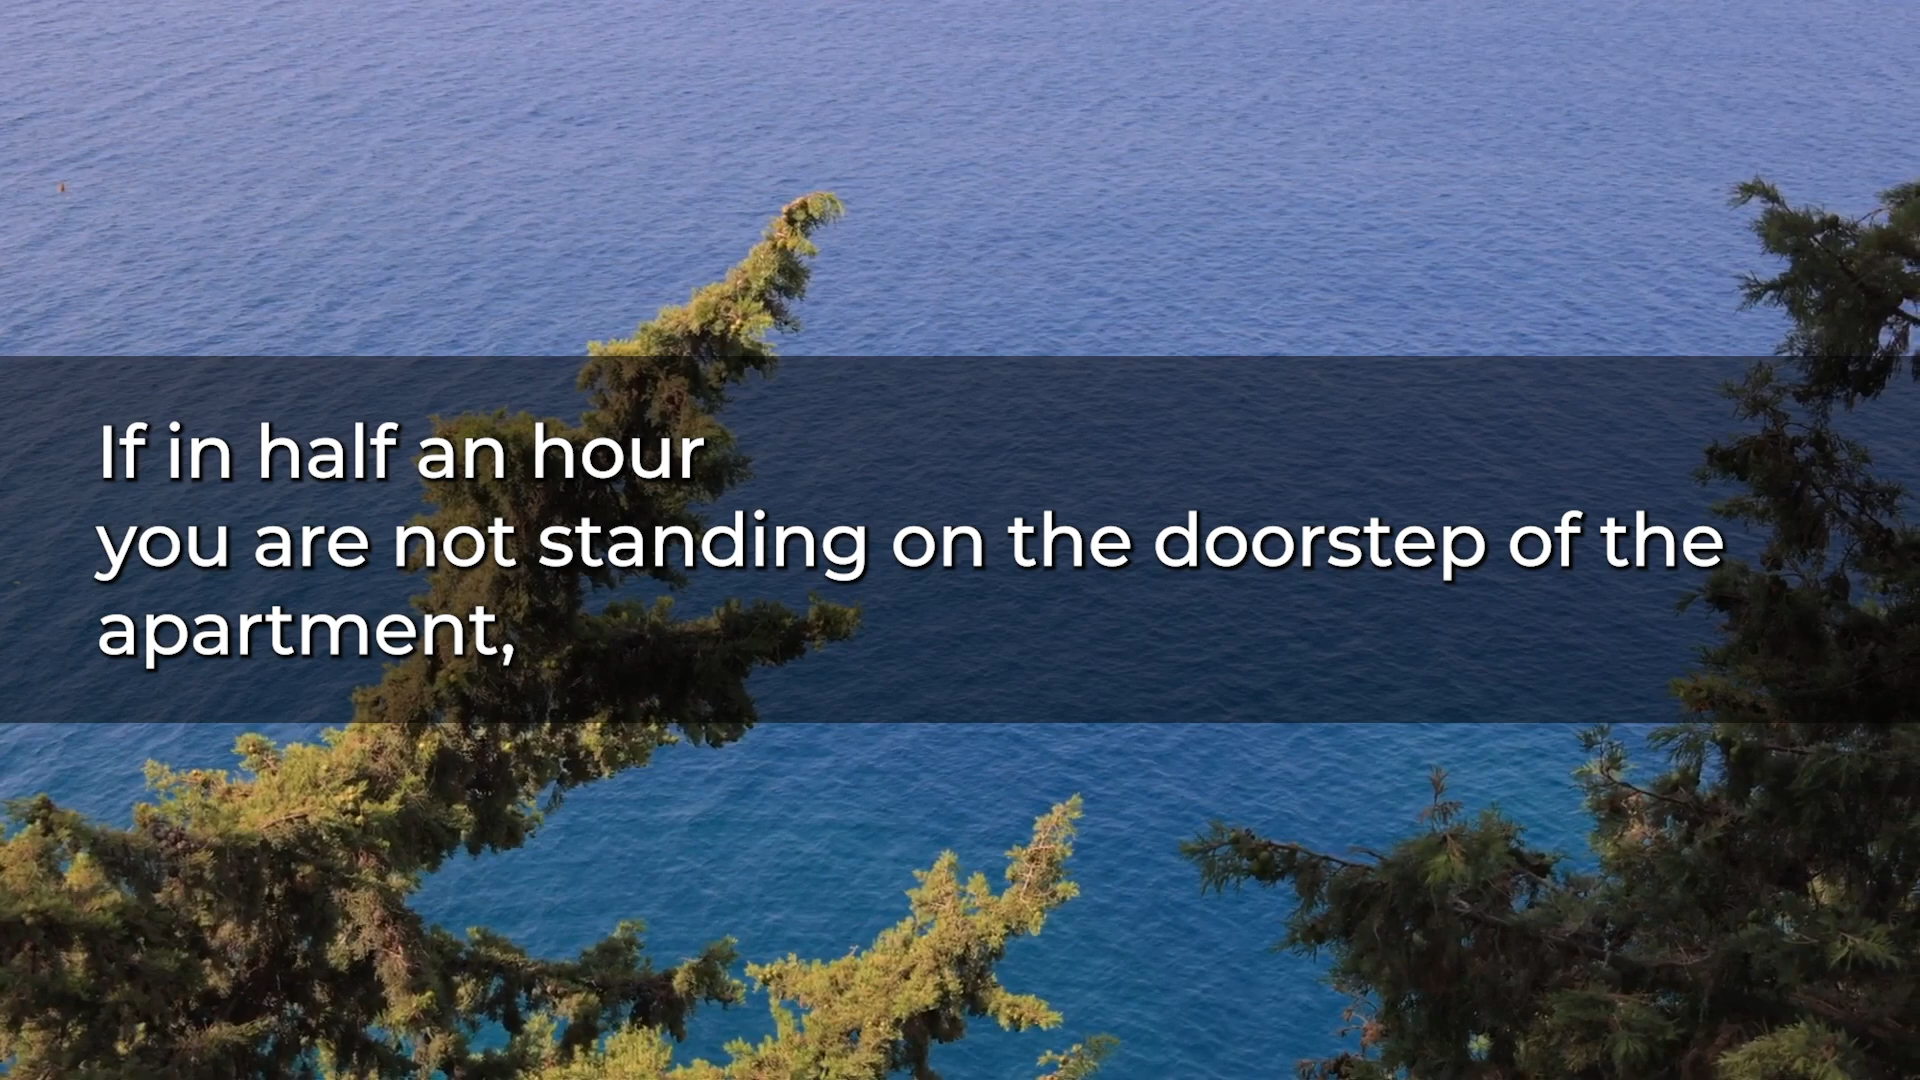 If in half an hour
you are not standing on the doorstep of the
apartment,